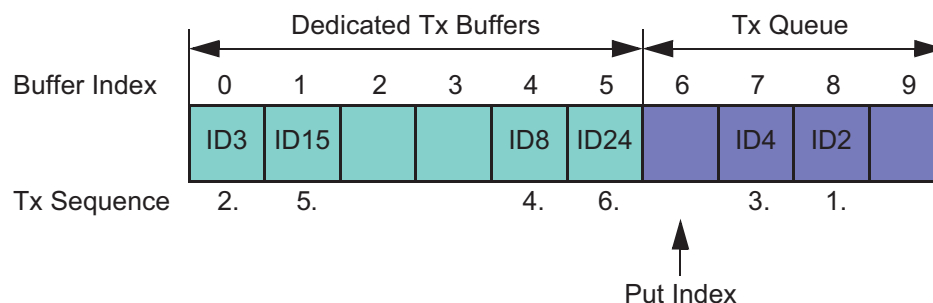 Dedicated Tx Buffers Tx Queue
Buffer Index 0 1 2 3 4 5 6 7 8 9
ID3 ID15 ID8 ID24 ID4 ID2
Tx Sequence 2. 5. 4. 6. 3. 1.
Put Index